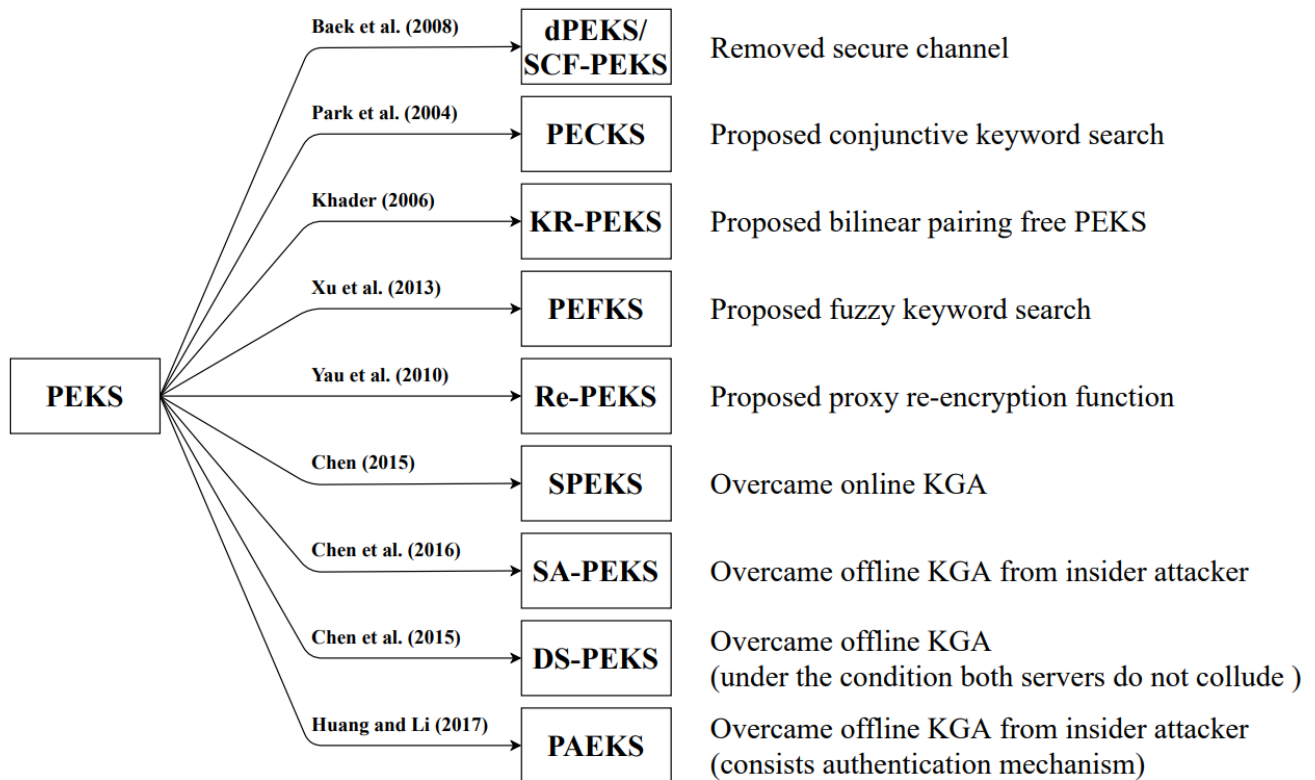 Baek et al. (2008)
dPEKS/
SCF-PEKS
Removed secure channel
Park et al. (2004)
PECKS
Proposed conjunctive keyword search
Khader (2006)
KR-PEKS
Proposed bilinear pairing free PEKS
Xu et al. (2013)
PEFKS
Proposed fuzzy keyword search
PEKS
Yau et al. (2010)
Re-PEKS
Proposed proxy re-encryption function
Chen (2015)
SPEKS
Overcame online KGA
Chen et al. (2016)
SA-PEKS
Overcame offline KGA from insider attacker
Chen et al. (2015)
DS-PEKS
Overcame offline KGA
(under the condition both servers do not collude )
Huang and Li (2017)
PAEKS
Overcame offline KGA from insider attacker
(consists authentication mechanism)